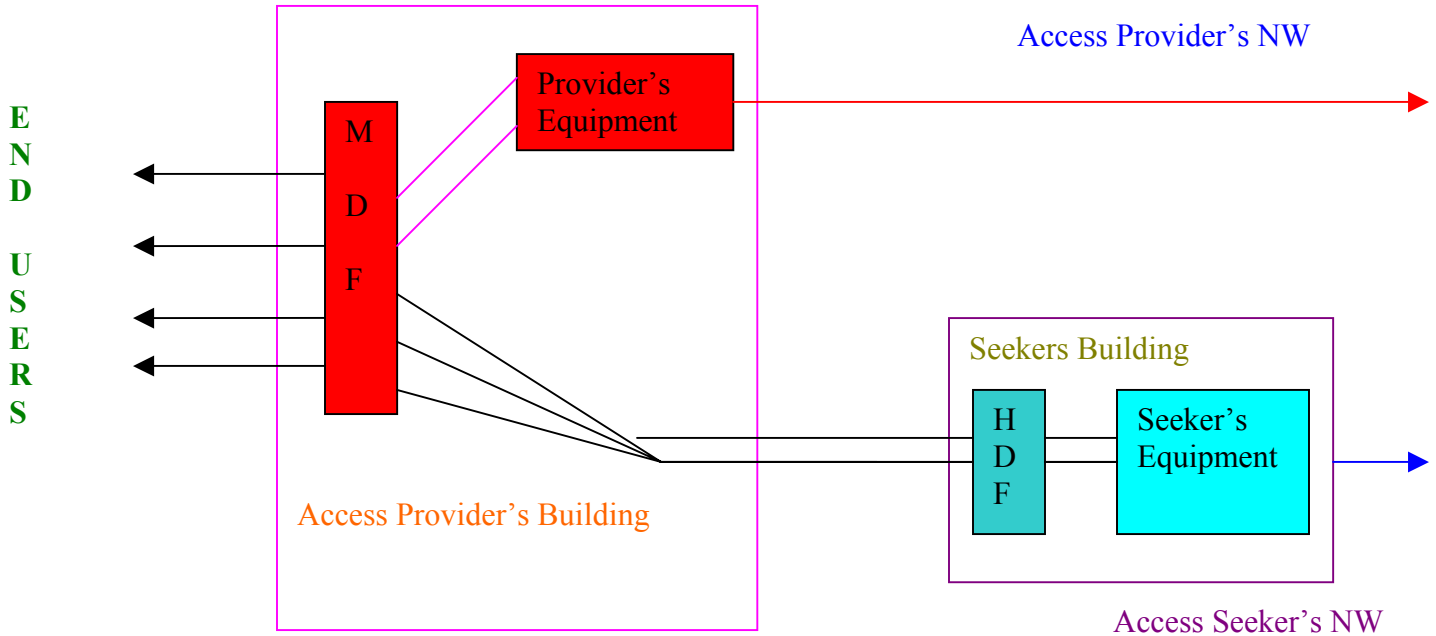 Access Provider's NW
E
N
D
U
S
E
R
S
M
D
F
Provider's
Equipment
Seekers Building
H
D
F
Seeker's
Equipment
Access Provider's Building
Access Seeker's NW